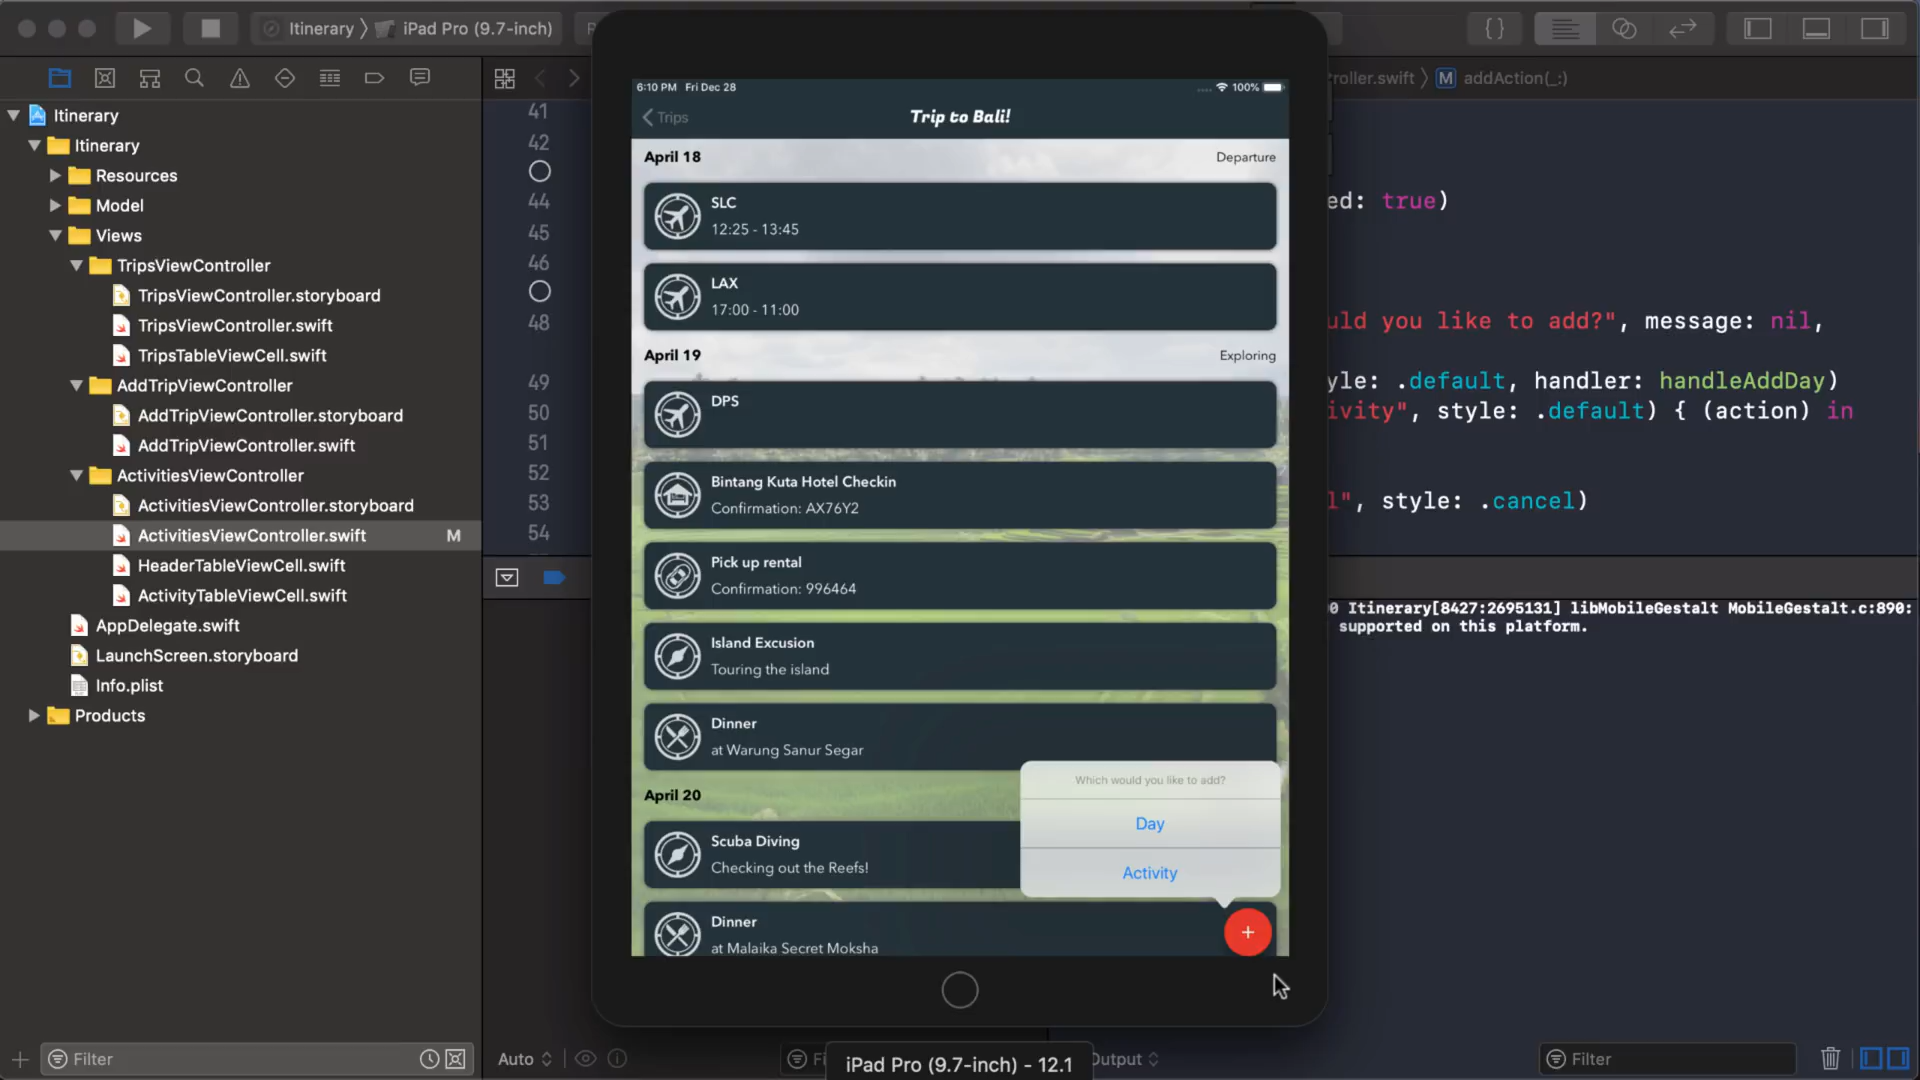 Itinerary
iPad Pro (9.7-inch)
roller.swift
M
addAction(_:)
Itinerary
Itinerary
Resources
Model
Views
TripsViewController
TripsViewController.storyboard
TripsViewController.swift
TripsTableViewCell.swift
AddTripViewController
AddTripViewController.storyboard
AddTripViewController.swift
ActivitiesViewController
ActivitiesViewController.storyboard
ActivitiesViewController.swift
M
HeaderTableViewCell.swift
ActivityTableViewCell.swift
AppDelegate.swift
LaunchScreen.storyboard
Info.plist
Products
Filter
41
42
44
45
46
48
49
50
51
52
53
54
6:10 PM Fri Dec 28
100%
Trips
Trip to Bali!
April 18
Departure
SLC
12:25 - 13:45
LAX
17:00 - 11:00
April 19
Exploring
DPS
Bintang Kuta Hotel Checkin
Confirmation: AX76Y2
Pick up rental
Confirmation: 996464
Island Excusion
Touring the island
Dinner
at Warung Sanur Segar
April 20
Scuba Diving
Checking out the Reefs!
Dinner
at Malaika Secret Moksha
Which would you like to add?
Day
Activity
+
ed: true)
uld you like to add?", message: nil,
yle: .default, handler: handleAddDay)
ivity", style: .default) { (action) in
l", style: .cancel)
0 Itinerary[8427:2695131] libMobileGestalt MobileGestalt.c:890:
supported on this platform.
Auto
Fi
iPad Pro (9.7-inch) - 12.1
Output
Filter